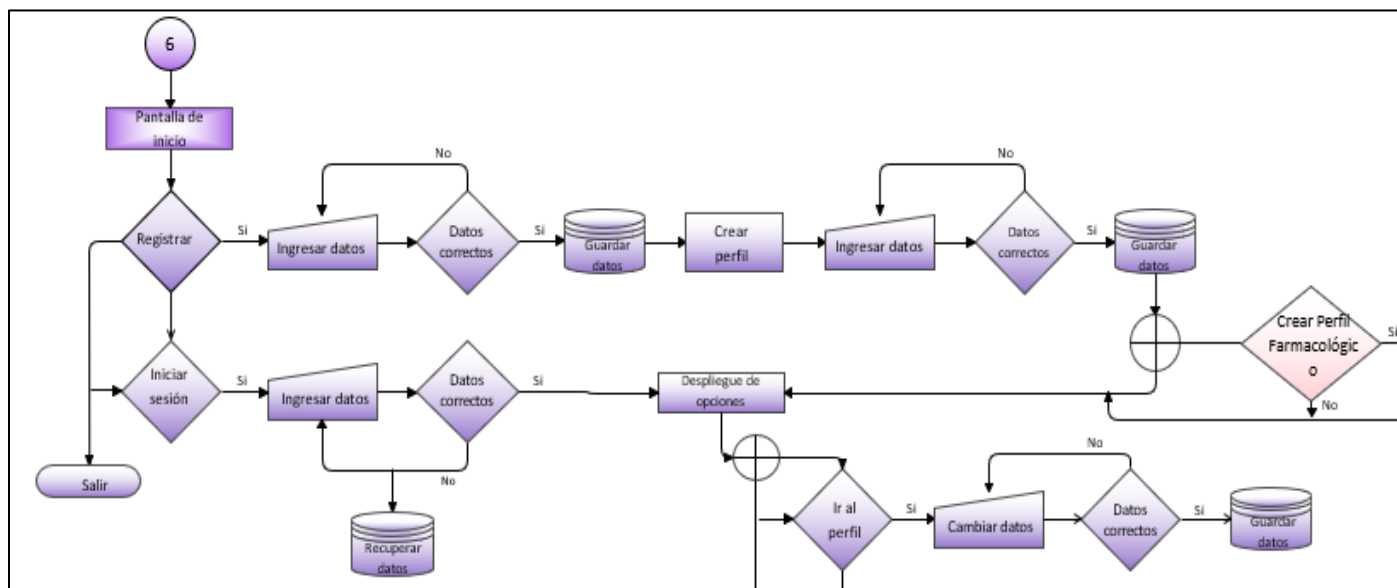 6
Pantalla de
inicio
Registrar
Si
Ingresar datos
No
Datos
correctos
Si
Guardar
datos
Crear
perfil
Ingresar datos
No
Datos
correctos
Si
Guardar
datos
Crear Perfil
Farmacológic
o
Si
No
Iniciar
sesión
Si
Ingresar datos
Datos
correctos
Si
No
Recuperar
datos
Despliegue de
opciones
Salir
Ir al
perfil
Si
Cambiar datos
No
Datos
correctos
Si
Guardar
datos